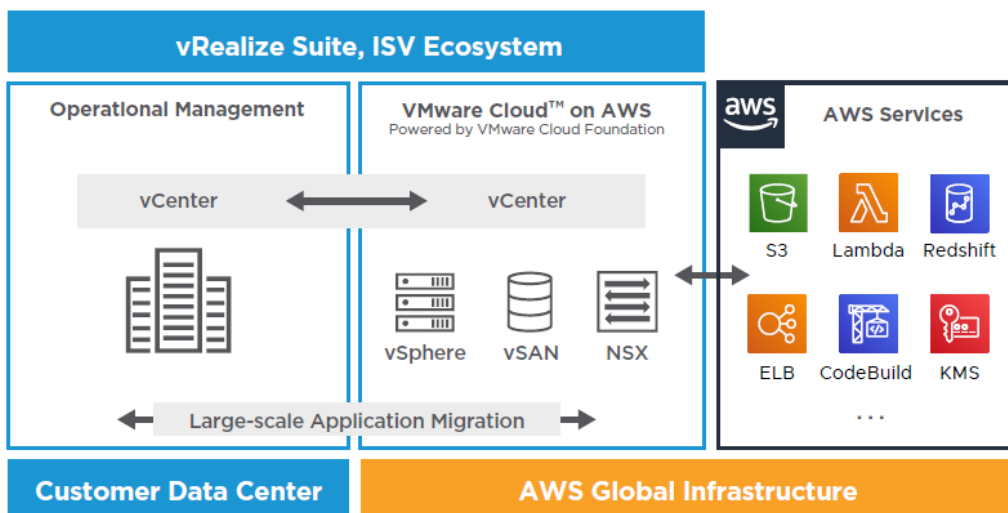 vRealize Suite, ISV Ecosystem
Operational Management
VMware Cloud™ on AWS
Powered by VMware Cloud Foundation
aws
AWS Services
vCenter
vCenter
S3
Lambda
Redshift
vSphere
vSAN
NSX
ELB
CodeBuild
KMS
...
Large-scale Application Migration
Customer Data Center
AWS Global Infrastructure